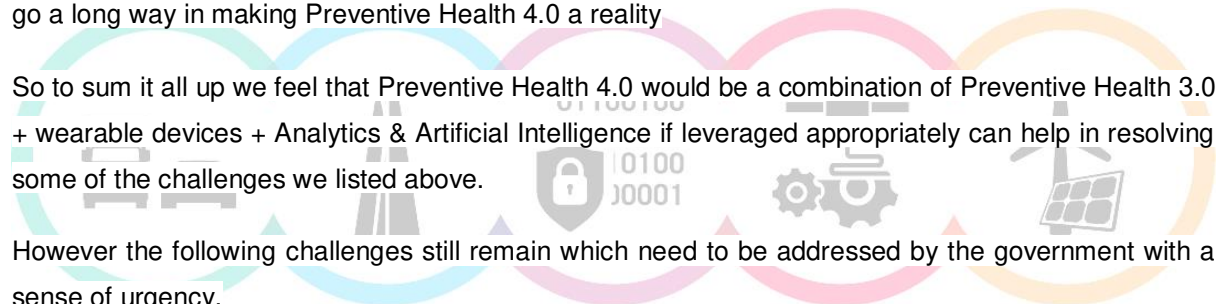 go a long way in making Preventive Health 4.0 a reality
So to sum it all up we feel that Preventive Health 4.0 would be a combination of Preventive Health 3.0
+ wearable devices + Analytics & Artificial Intelligence if leveraged appropriately can help in resolving
some of the challenges we listed above.
0100
00001
However the following challenges still remain which need to be addressed by the government with a
sense of urgency.